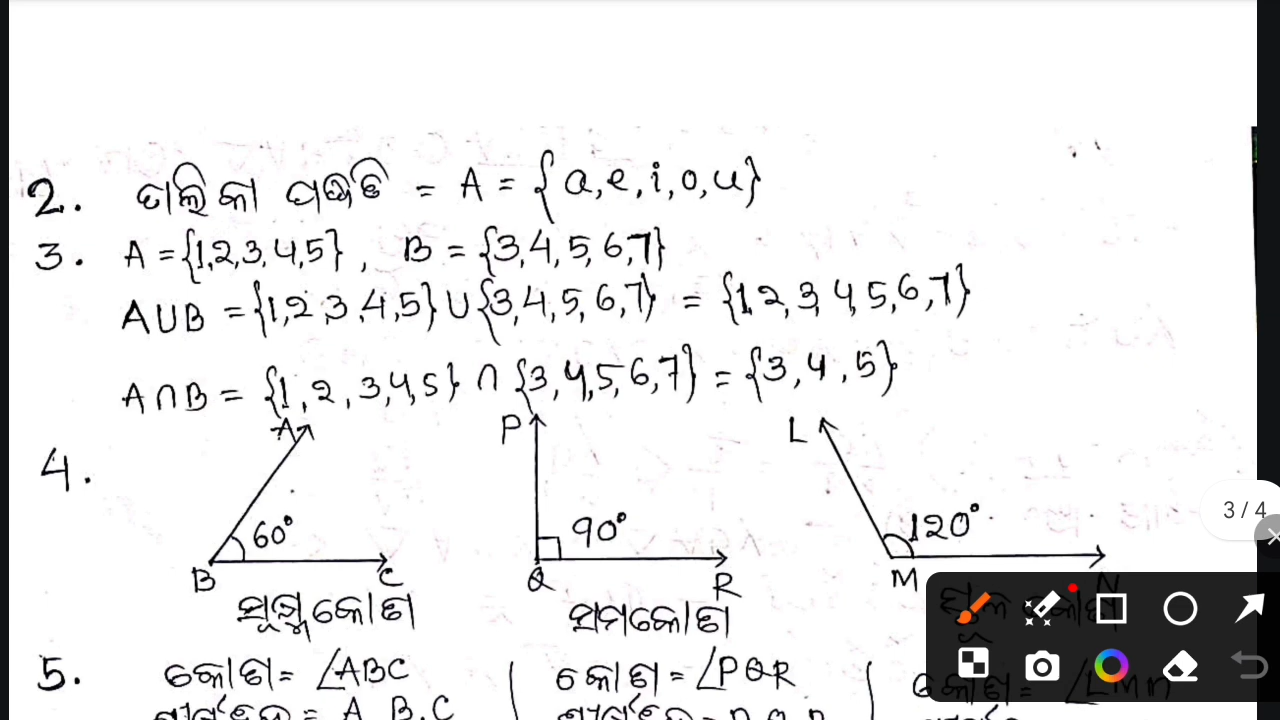 2. ତାଲିକା ପଦ୍ଧତି = A = {a,e,i,o,u}
3. A = {1,2,3,4,5}, B = {3,4,5,6,7}
A∪B = {1,2,3,4,5} ∪ {3,4,5,6,7} = {1,2,3,4,5,6,7}
A∩B = {1,2,3,4,5} ∩ {3,4,5,6,7} = {3,4,5}
4.
A P L
60° 90° 120°
B C Q R M N
ସୂକ୍ଷ୍ମକୋଣ ସମକୋଣ
3 / 4
5. କୋଣ = ∠ABC | କୋଣ = ∠PQR | କୋଣ = ∠LMn